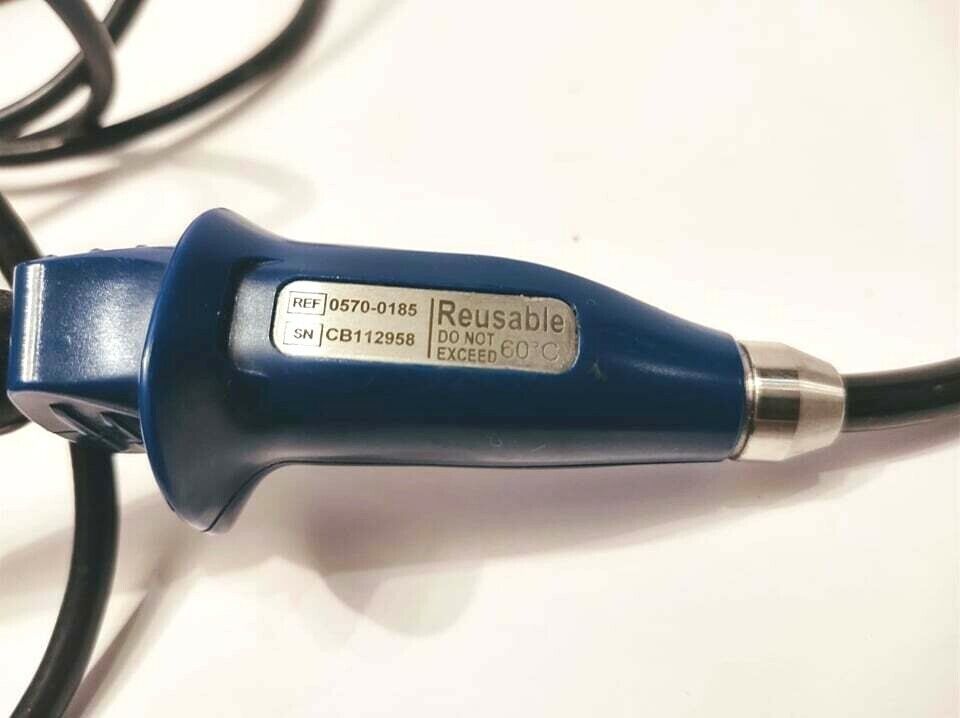 REF 0570-0185
SN CB112958
Reusable
DO NOT
EXCEED 60°C